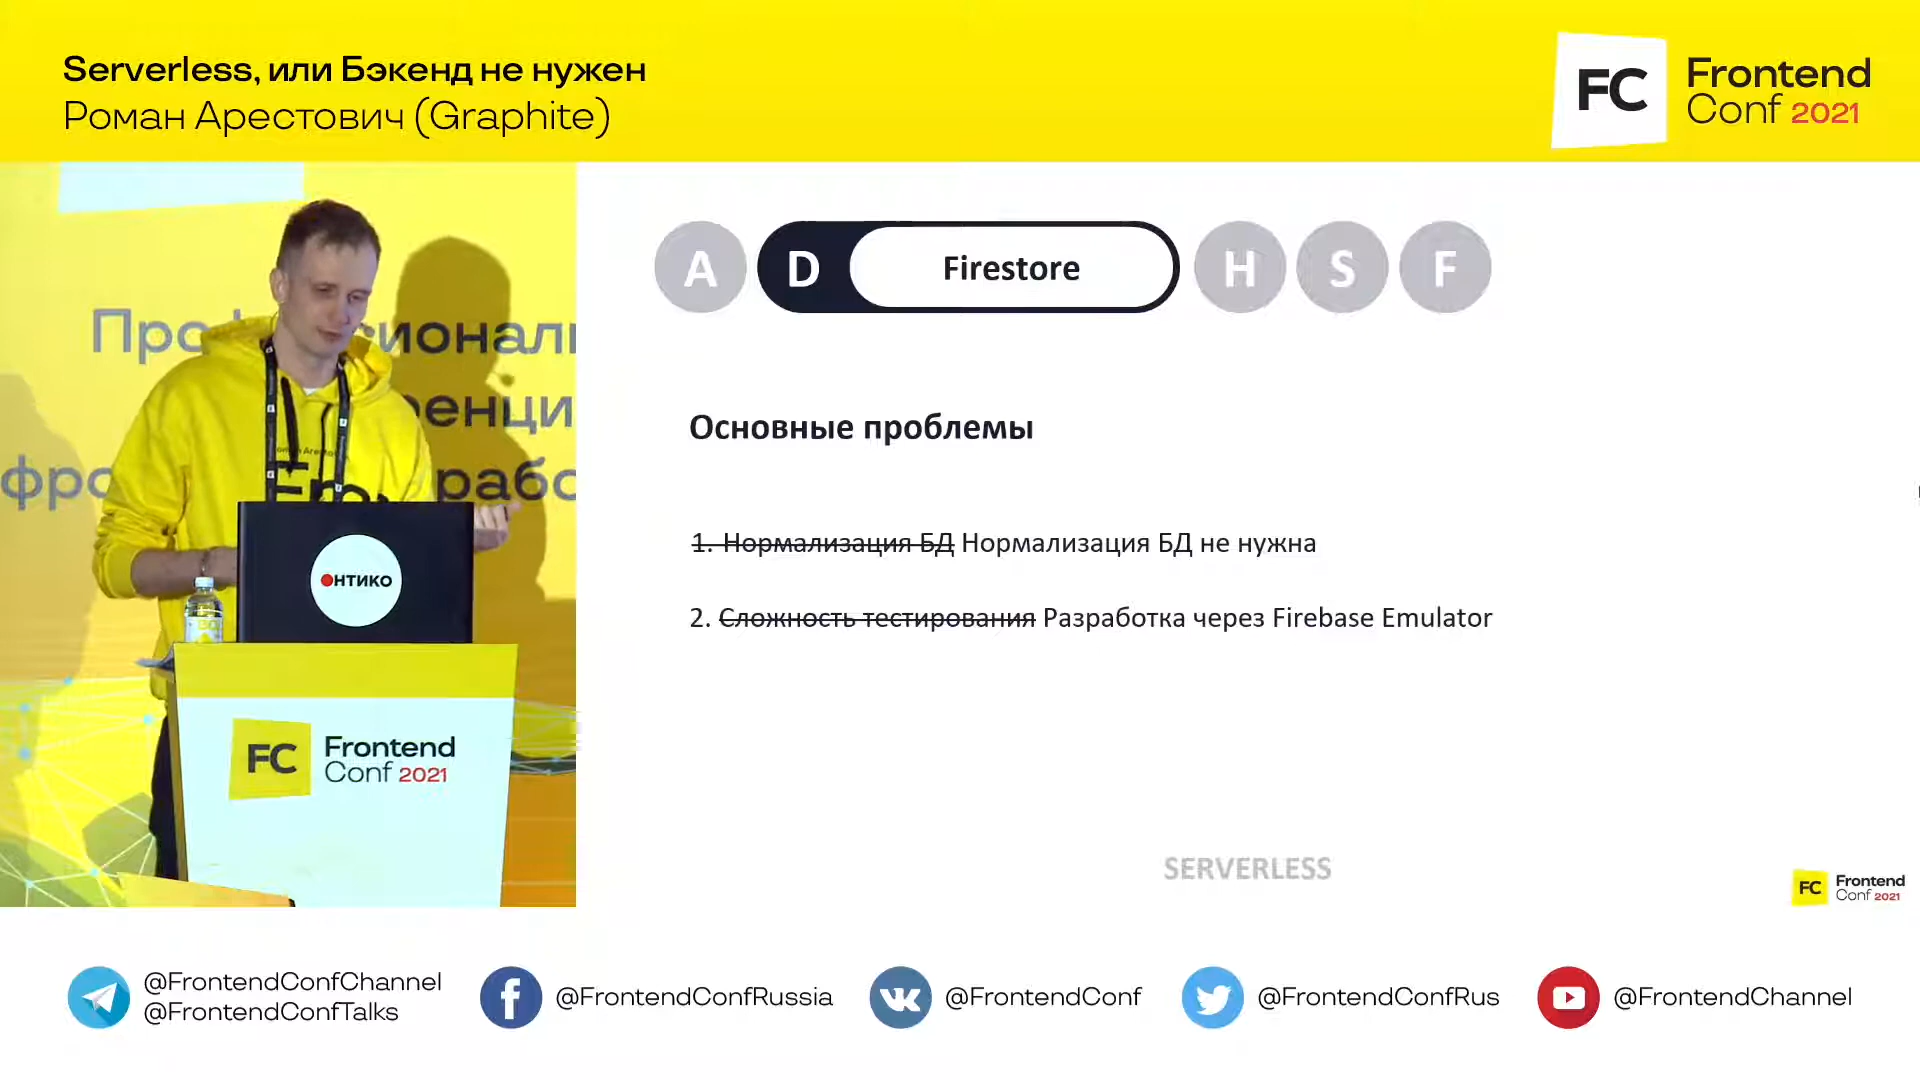 Serverless, или Бэкенд не нужен
Роман Арестович (Graphite)
FC
Frontend
Conf 2021
A
D
Firestore
H
S
F
Основные проблемы
1. Нормализация БД Нормализация БД не нужна
2. Сложность тестирования Разработка через Firebase Emulator
SERVERLESS
FC
Frontend
Conf 2021
ОНТИКО
FC
Frontend
Conf 2021
@FrontendConfChannel
@FrontendConfTalks
@FrontendConfRussia
@FrontendConf
@FrontendConfRus
@FrontendChannel